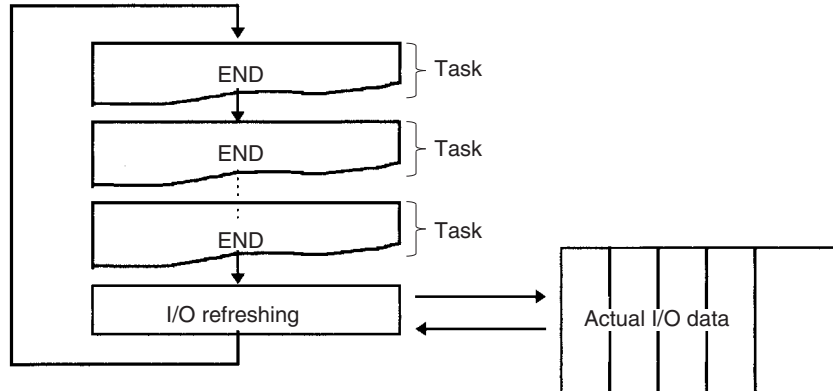 END
Task
END
Task
END
Task
I/O refreshing
Actual I/O data